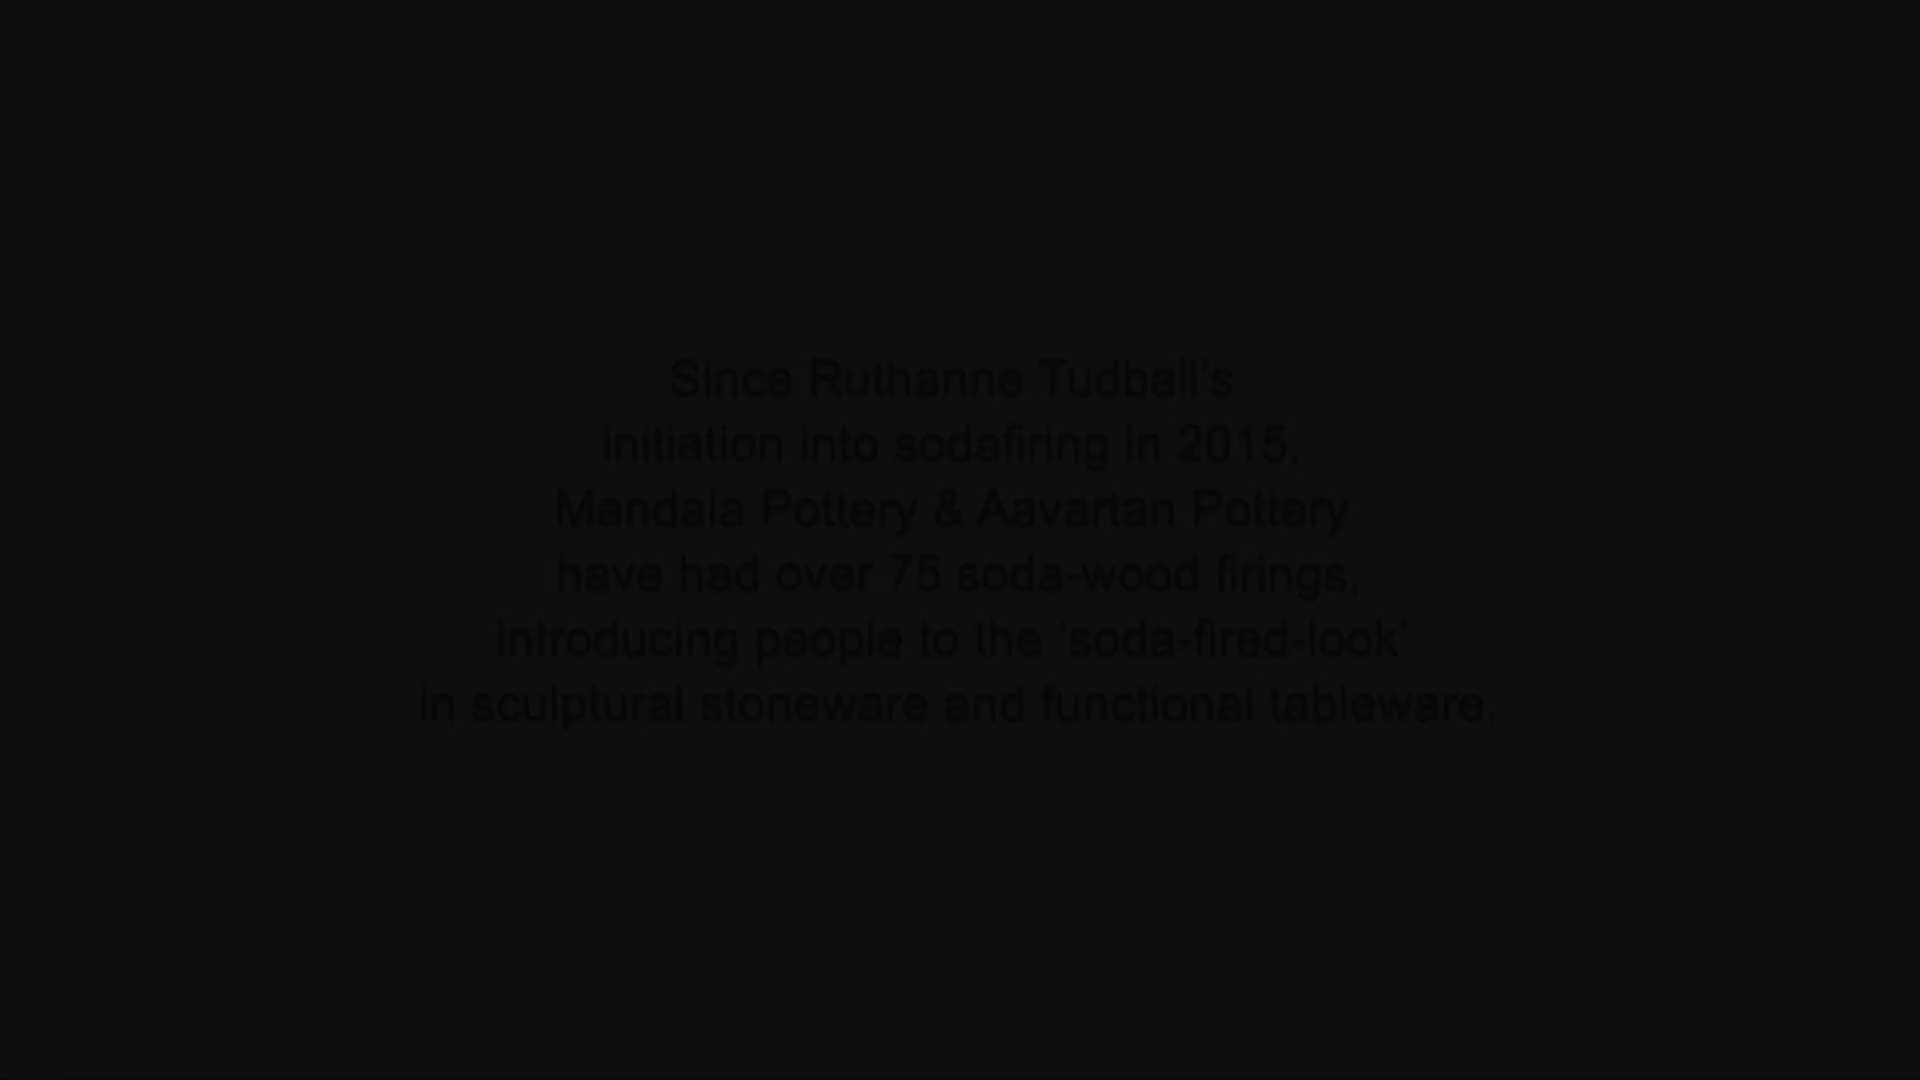 Since Ruthanne Tudball's
initiation into sodafiring in 2015,
Mandala Pottery & Aavartan Pottery
have had over 75 soda-wood firings,
introducing people to the 'soda-fired-look'
in sculptural stoneware and functional tableware.